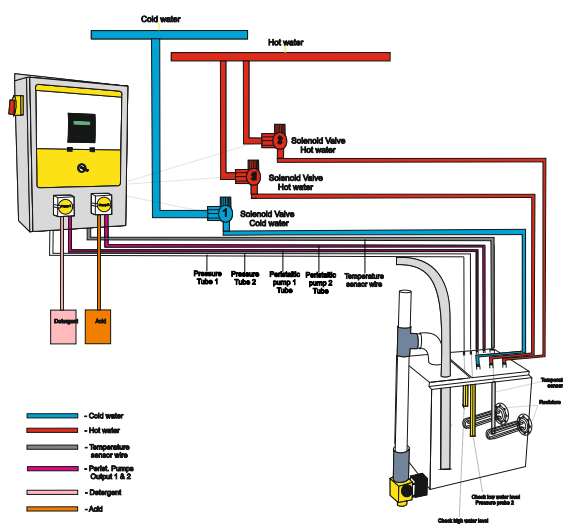 Cold water
Hot water
2
Solenoid Valve
Hot water
3
Solenoid Valve
Hot water
1
Solenoid Valve
Cold water
Pressure
Tube 1
Pressure
Tube 2
Peristaltic
pump 1
Tube
Peristaltic
pump 2
Tube
Temperature
sensor wire
Detergent
Acid
Temperature
sensor
Resistors
Check low water level
Pressure probe 2
Check high water level
- Cold water
- Hot water
- Temperature
sensor wire
- Perist. Pumps
Output 1 & 2
- Detergent
- Acid